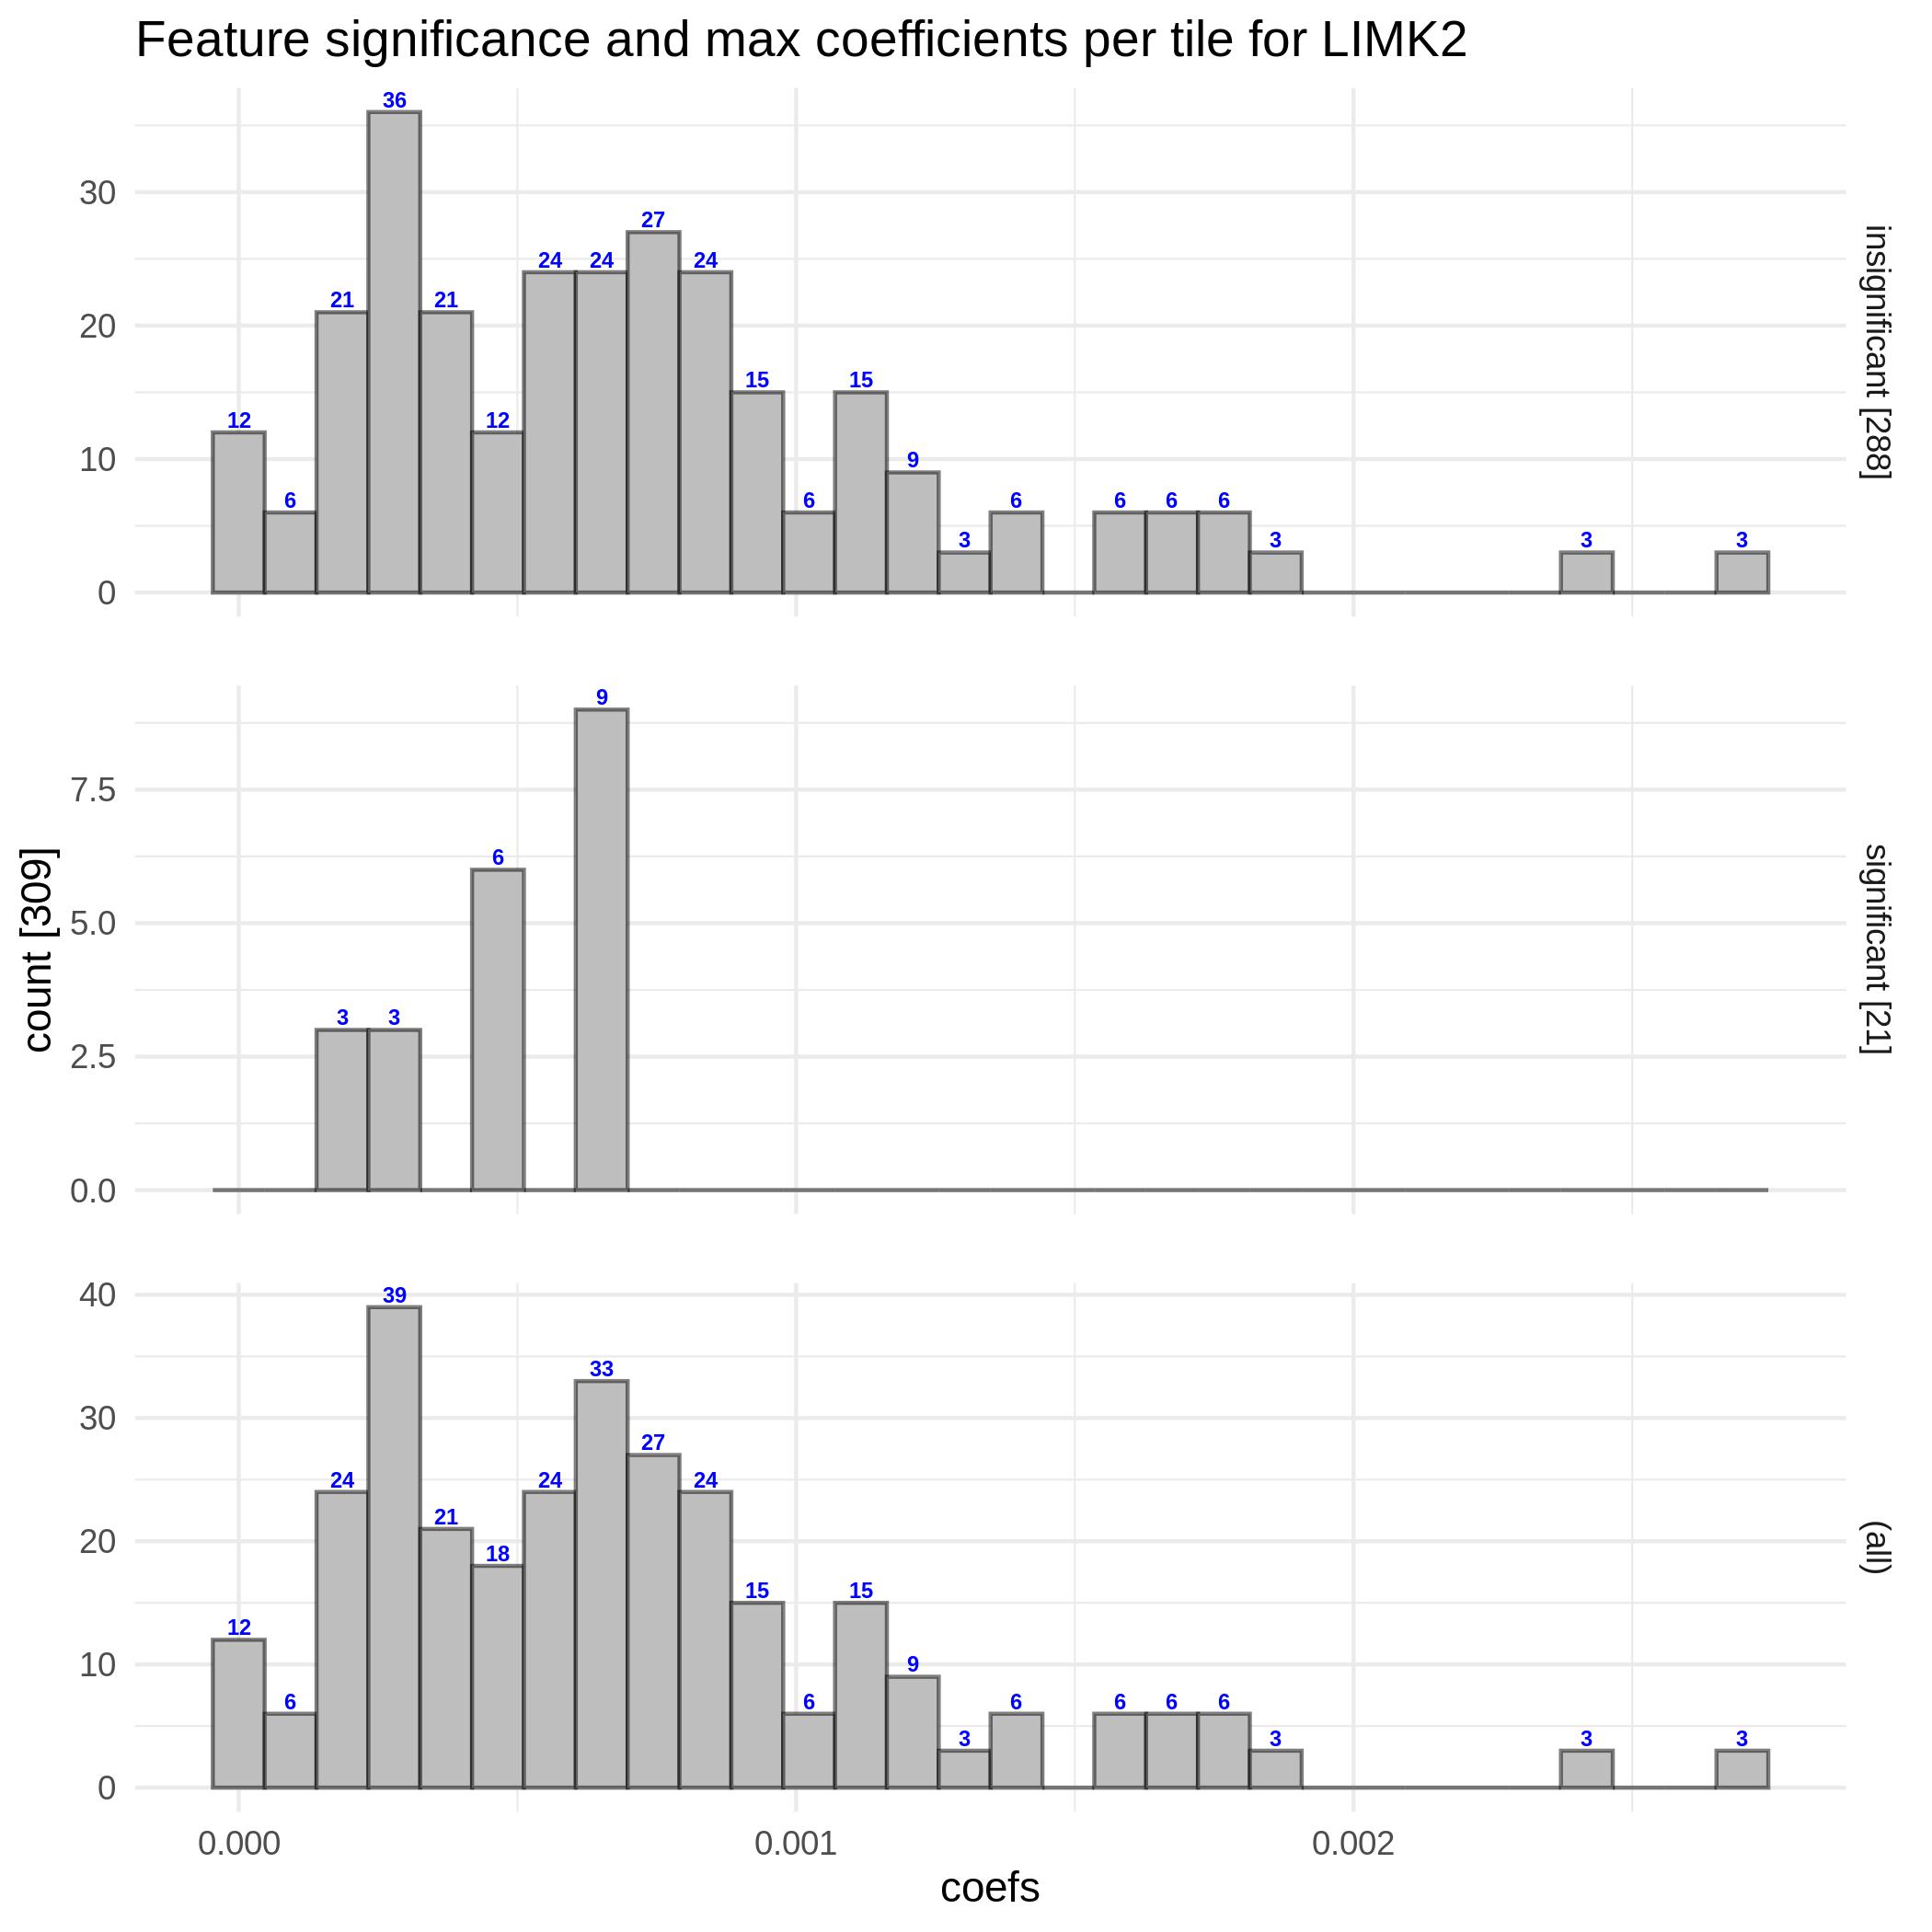 Feature significance and max coefficients per tile for LIMK2
36
27
24 24 24
21 21
15 15
12 12
9
6 6 6 6 6 6
3 3 3 3
30
20
10
0
insignificant [288]
9
6
3 3
7.5
5.0
2.5
0.0
significant [21]
count [309]
39
33
27
24 24 24
21
18
15 15
12
9
6 6 6 6 6 6
3 3 3 3
40
30
20
10
0
(all)
0.000 0.001 0.002
coefs